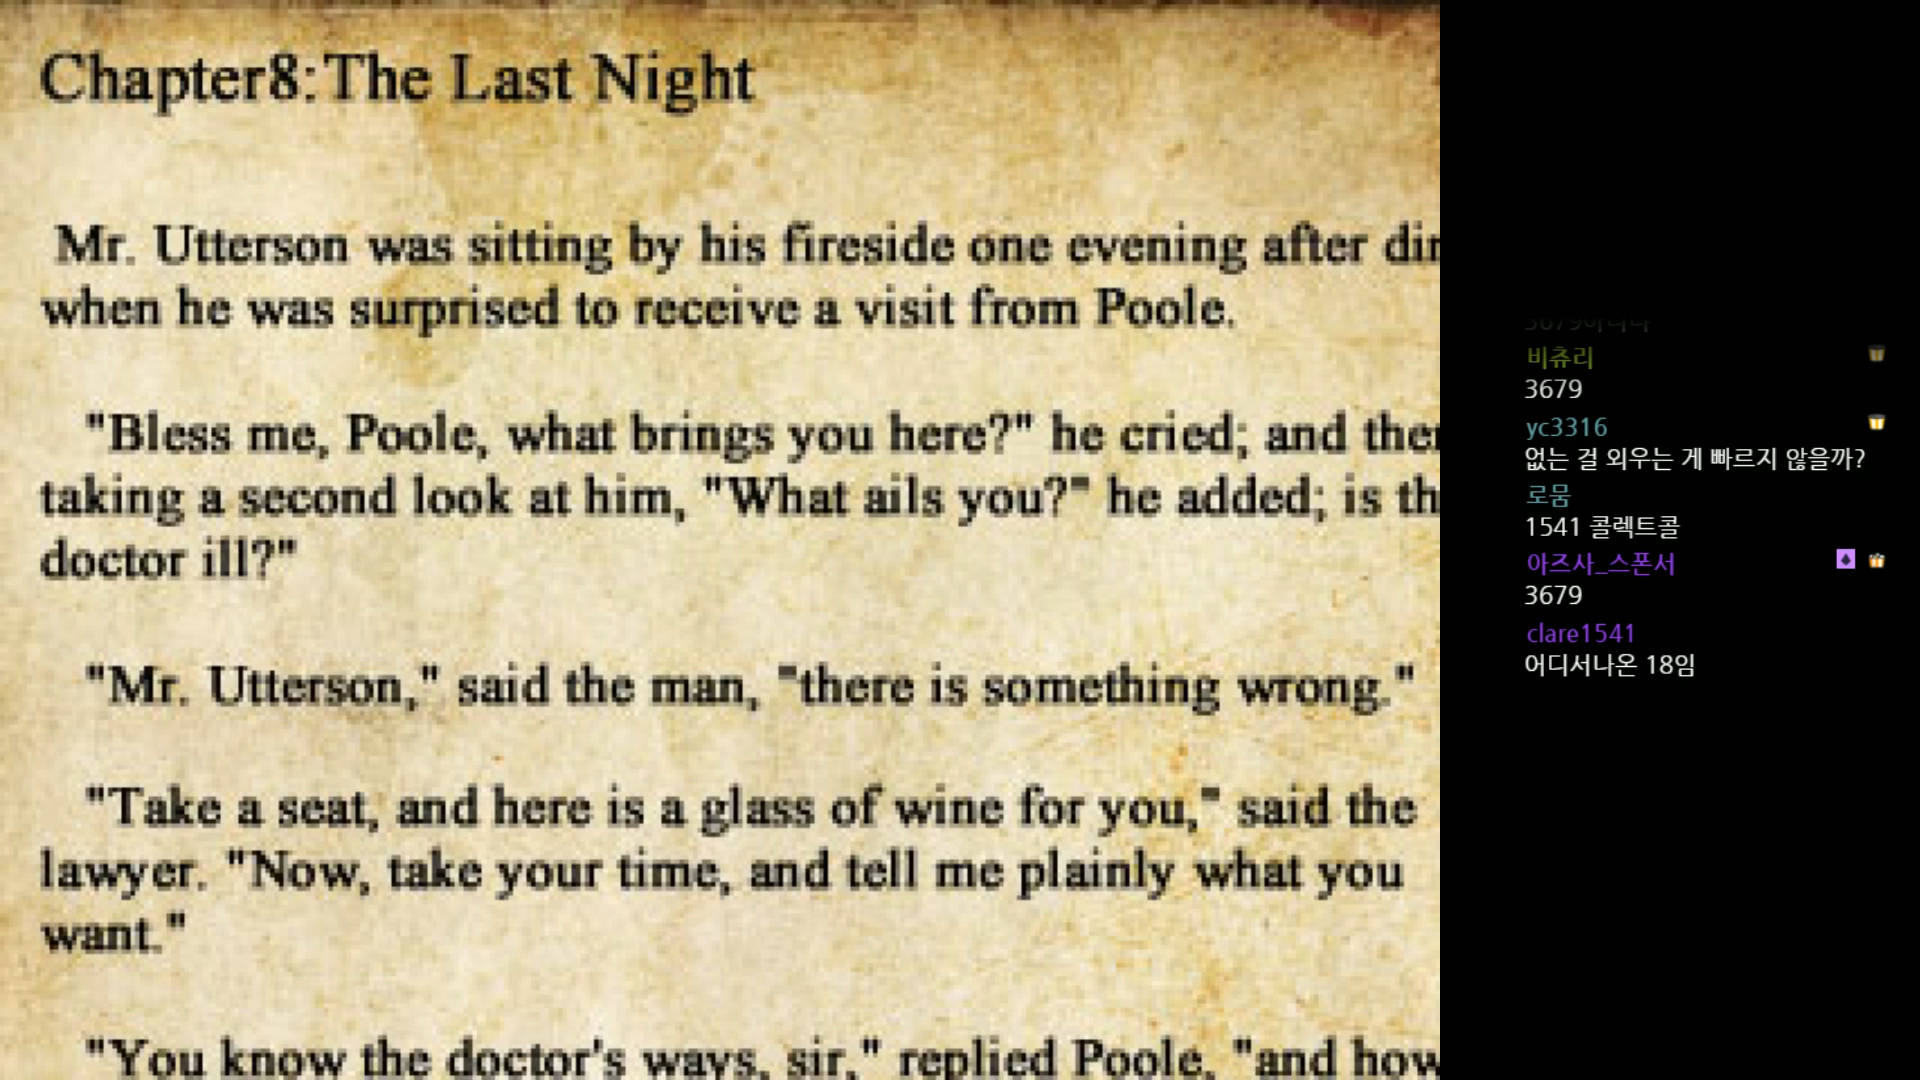 Chapter8:The Last Night
Mr. Utterson was sitting by his fireside one evening after
when he was surprised to receive a visit from Poole.
"Bless me, Poole, what brings you here?" he cried; and
taking a second look at him, "What ails you?" he added; is
doctor ill?"
"Mr. Utterson," said the man, "there is something wrong."
"Take a seat, and here is a glass of wine for you," said the
lawyer. "Now, take your time, and tell me plainly what you
want."
"You know the doctor's ways, sir," replied Poole, "and how
비츄리
3679
yc3316
없는 걸 외우는 게 빠르지 않을까?
로뭄
1541 콜렉트콜
아즈사_스폰서
3679
clare1541
어디서나온 18임